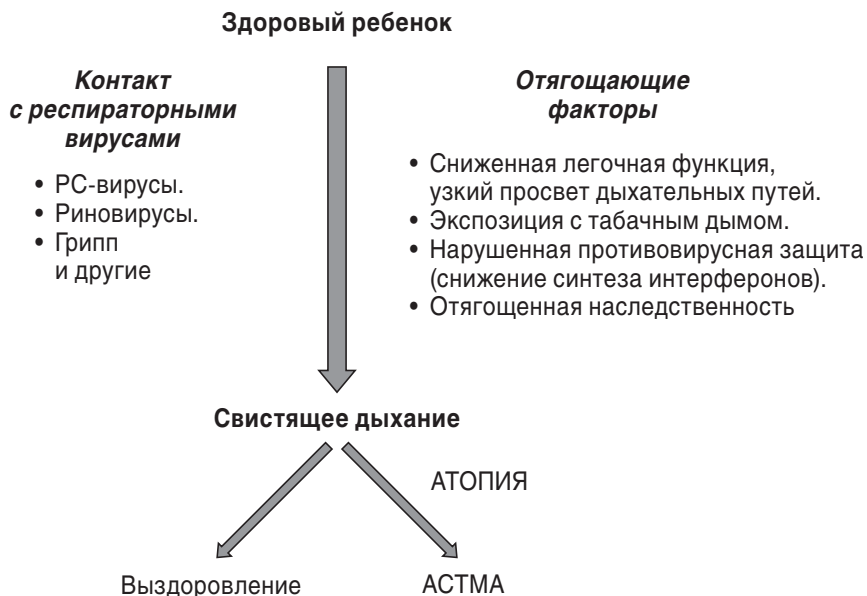 Здоровый ребенок
Контакт
с респираторными
вирусами
• РС-вирусы.
• Риновирусы.
• Грипп
и другие
Отягощающие
факторы
• Сниженная легочная функция,
узкий просвет дыхательных путей.
• Экспозиция с табачным дымом.
• Нарушенная противовирусная защита
(снижение синтеза интерферонов).
• Отягощенная наследственность
Свистящее дыхание
АТОПИЯ
Выздоровление
АСТМА